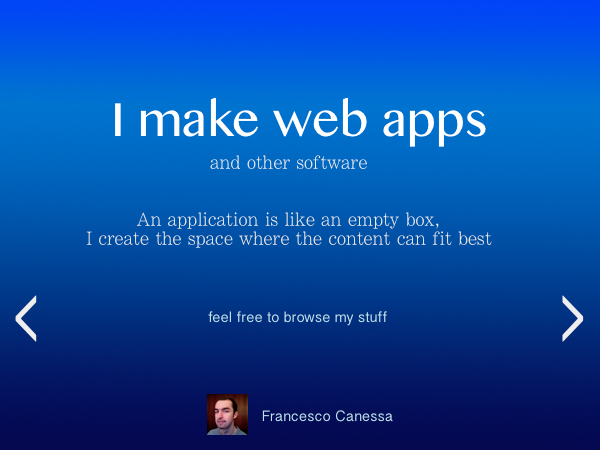 I make web apps
and other software
An application is like an empty box,
I create the space where the content can fit best
feel free to browse my stuff
Francesco Canessa